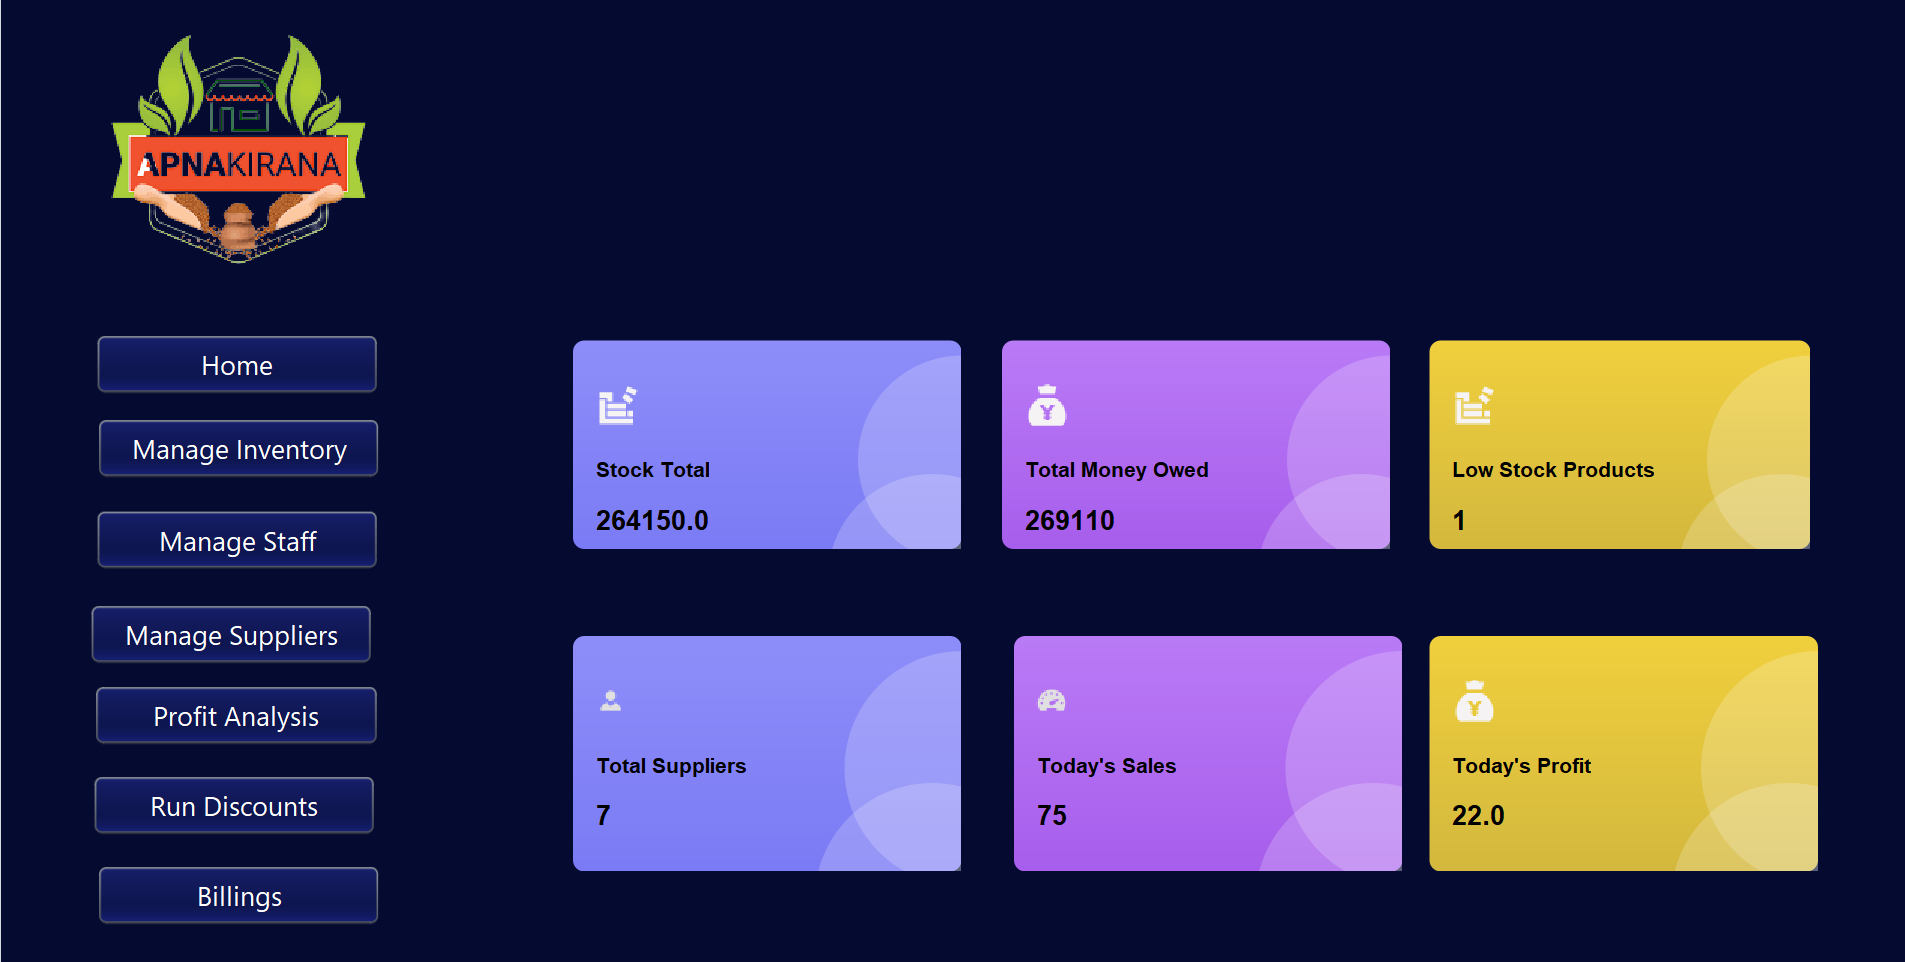 APNAKIRANA
Home
Manage Inventory
Manage Staff
Manage Suppliers
Profit Analysis
Run Discounts
Billings
Stock Total
264150.0
¥
Total Money Owed
269110
Low Stock Products
1
Total Suppliers
7
Today's Sales
75
¥
Today's Profit
22.0